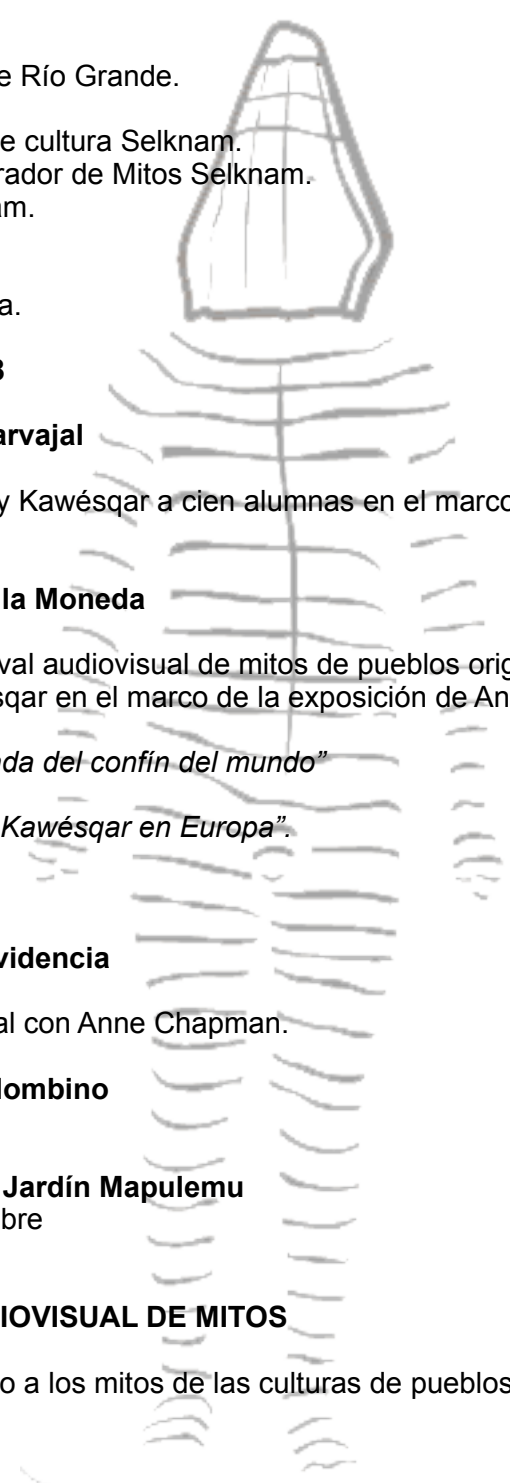 e Río Grande.
e cultura Selknam.
rador de Mitos Selknam.
am.
a.
3
arvajal
y Kawésqar a cien alumnas en el marco
la Moneda
val audiovisual de mitos de pueblos orig
sqar en el marco de la exposición de An
nda del confín del mundo”
Kawésqar en Europa”.
videncia
al con Anne Chapman.
lombino
Jardín Mapulemu
bre
DIOVISUAL DE MITOS
o a los mitos de las culturas de pueblos